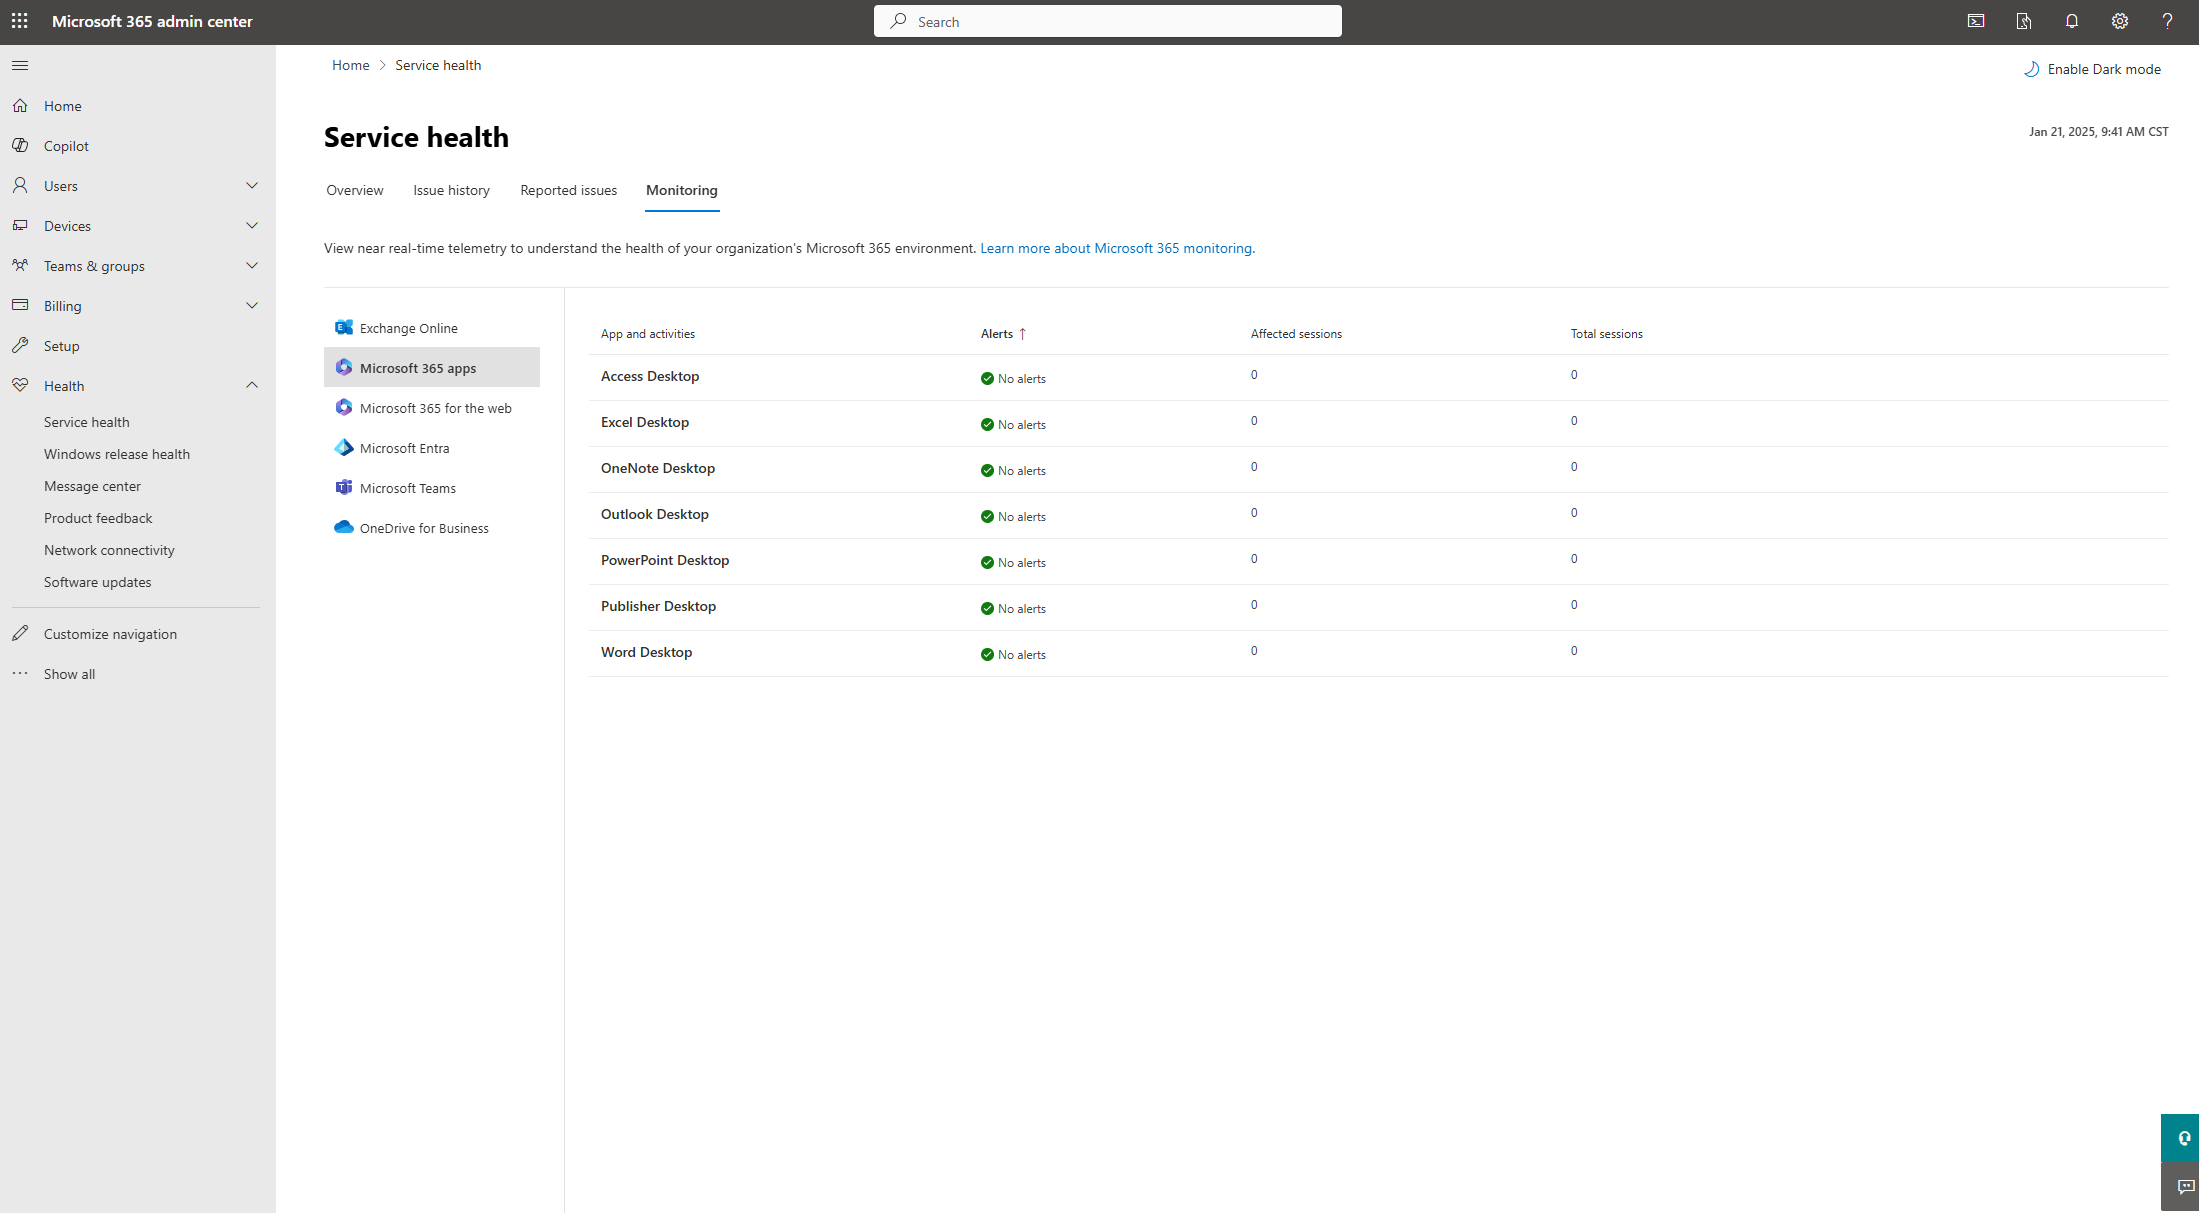 Microsoft 365 admin center
Search
Home
Copilot
Users
Devices
Teams & groups
Billing
Setup
Health
Service health
Windows release health
Message center
Product feedback
Network connectivity
Software updates
Customize navigation
Show all
Home > Service health
Enable Dark mode
Service health
Jan 21, 2025, 9:41 AM CST
Overview Issue history Reported issues Monitoring
View near real-time telemetry to understand the health of your organization's Microsoft 365 environment. Learn more about Microsoft 365 monitoring.
Exchange Online
Microsoft 365 apps
Microsoft 365 for the web
Microsoft Entra
Microsoft Teams
OneDrive for Business
App and activities Alerts ↑ Affected sessions Total sessions
Access Desktop No alerts 0 0
Excel Desktop No alerts 0 0
OneNote Desktop No alerts 0 0
Outlook Desktop No alerts 0 0
PowerPoint Desktop No alerts 0 0
Publisher Desktop No alerts 0 0
Word Desktop No alerts 0 0